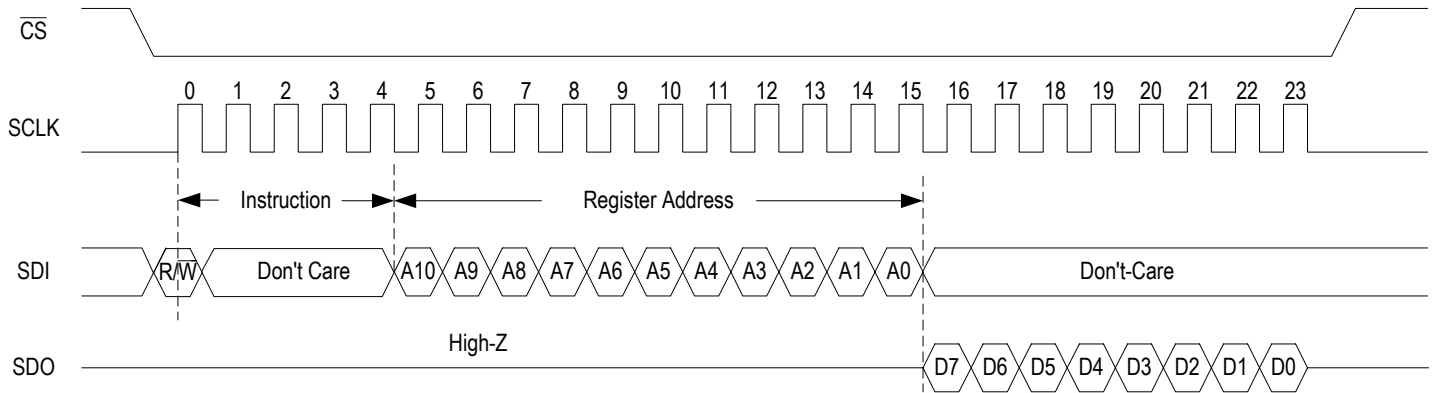 CS
0 1 2 3 4 5 6 7 8 9 10 11 12 13 14 15 16 17 18 19 20 21 22 23
SCLK
Instruction Register Address
SDI R/W Don't Care A10 A9 A8 A7 A6 A5 A4 A3 A2 A1 A0 Don't-Care
High-Z
SDO D7 D6 D5 D4 D3 D2 D1 D0